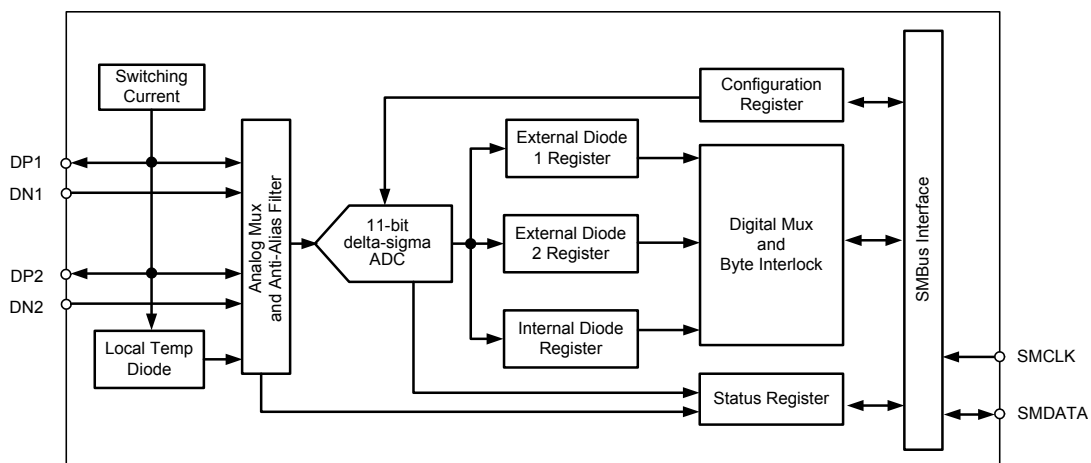 Switching
Current
DP1
DN1
DP2
DN2
Local Temp
Diode
Analog Mux
and Anti-Alias Filter
11-bit
delta-sigma
ADC
Configuration
Register
External Diode
1 Register
External Diode
2 Register
Internal Diode
Register
Digital Mux
and
Byte Interlock
Status Register
SMBus Interface
SMCLK
SMDATA